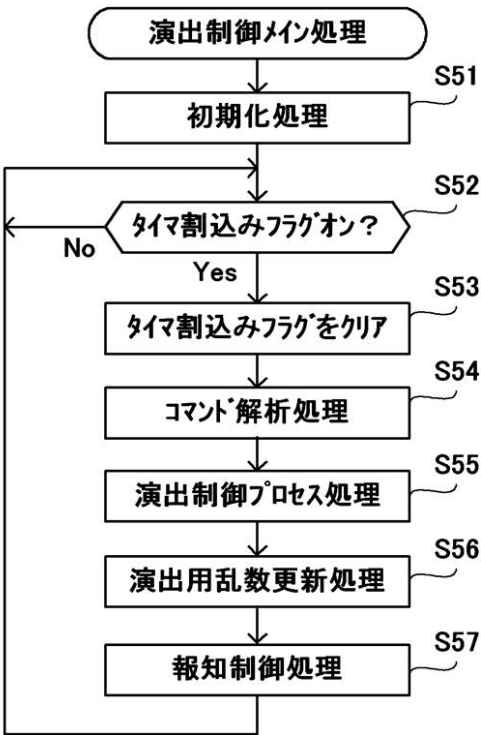 演出制御メイン処理
S51
初期化処理
S52
ﾀｲﾏ割込みﾌﾗｸﾞｵﾝ？
No
Yes
S53
ﾀｲﾏ割込みﾌﾗｸﾞをｸﾘｱ
S54
ｺﾏﾝﾄﾞ解析処理
S55
演出制御ﾌﾟﾛｾｽ処理
S56
演出用乱数更新処理
S57
報知制御処理